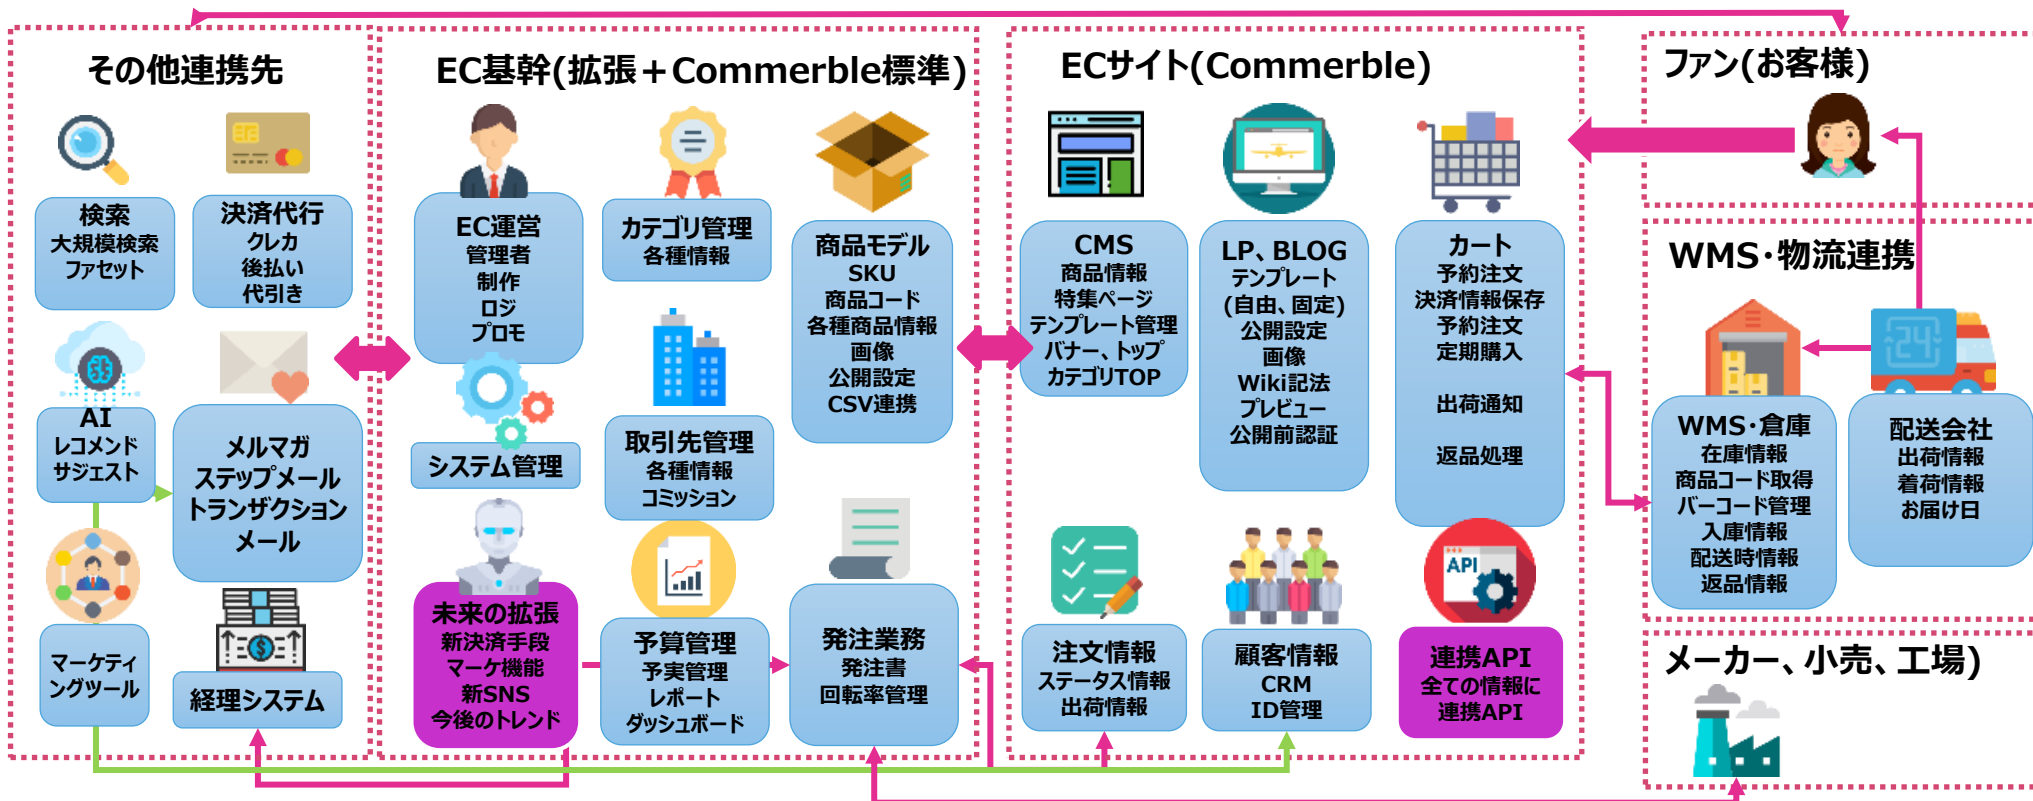 その他連携先
検索
大規模検索
ファセット
決済代行
クレカ
後払い
代引き
AI
レコメンド
サジェスト
メルマガ
ステップメール
トランザクション
メール
マーケティ
ングツール
経理システム
EC基幹(拡張＋Commerble標準)
EC運営
管理者
制作
ロジ
プロモ
カテゴリ管理
各種情報
商品モデル
SKU
商品コード
各種商品情報
画像
公開設定
CSV連携
システム管理
取引先管理
各種情報
コミッション
未来の拡張
新決済手段
マーケ機能
新SNS
今後のトレンド
予算管理
予実管理
レポート
ダッシュボード
発注業務
発注書
回転率管理
ECサイト(Commerble)
CMS
商品情報
特集ページ
テンプレート管理
バナー、トップ
カテゴリTOP
LP、BLOG
テンプレート
(自由、固定)
公開設定
画像
Wiki記法
プレビュー
公開前認証
カート
予約注文
決済情報保存
予約注文
定期購入
出荷通知
返品処理
注文情報
ステータス情報
出荷情報
顧客情報
CRM
ID管理
API
連携API
全ての情報に
連携API
ファン(お客様)
WMS・物流連携
24
WMS・倉庫
在庫情報
商品コード取得
バーコード管理
入庫情報
配送時情報
返品情報
配送会社
出荷情報
着荷情報
お届け日
メーカー、小売、工場)